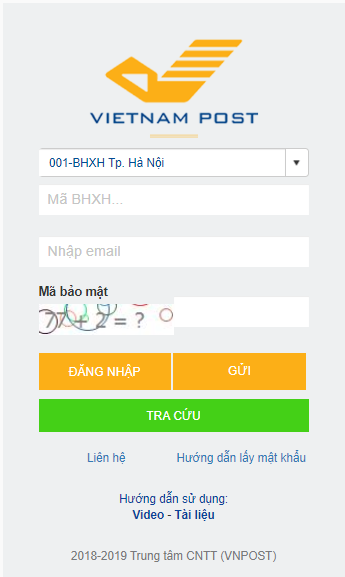 VIETNAM POST
001-BHXH Tp. Hà Nội
Mã BHXH...
Nhập email
Mã bảo mật
77 + 2 = ?
ĐĂNG NHẬP
GỬI
TRA CỨU
Liên hệ
Hướng dẫn lấy mật khẩu
Hướng dẫn sử dụng:
Video - Tài liệu
2018-2019 Trung tâm CNTT (VNPOST)